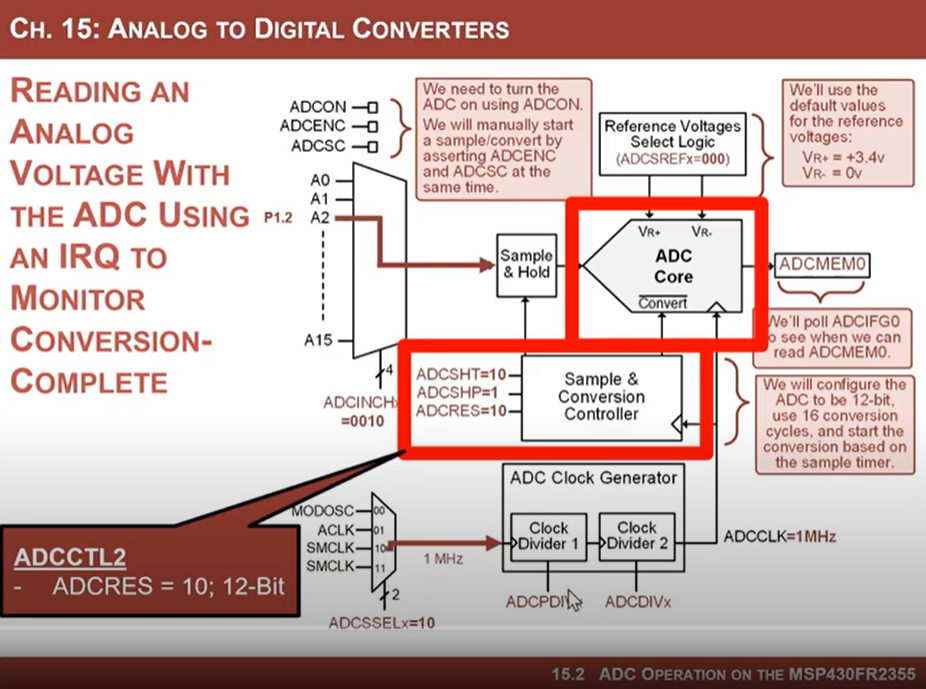 CH. 15: ANALOG TO DIGITAL CONVERTERS
READING AN
ANALOG
VOLTAGE WITH
THE ADC USING
AN IRQ TO
MONITOR
CONVERSION-
COMPLETE
ADCON
ADCENC
ADCSC
We need to turn the
ADC on using ADCON.
We will manually start
a sample/convert by
asserting ADCENC
and ADCSC at the
same time.
Reference Voltages
Select Logic
(ADCSREFx=000)
We'll use the
default values
for the reference
voltages:
VR+ = +3.4v
VR- = 0v
A0
A1
P1.2 A2
A15
4
ADCINCHx
=0010
Sample
& Hold
VR+ VR-
ADC
Core
Convert
ADCMEM0
We'll poll ADCIFG0
to see when we can
read ADCMEM0.
ADCSHT=10
ADCSHP=1
ADCRES=10
Sample &
Conversion
Controller
We will configure the
ADC to be 12-bit,
use 16 conversion
cycles, and start the
conversion based on
the sample timer.
ADCCTL2
- ADCRES = 10; 12-Bit
MODOSC 00
ACLK 01
SMCLK 10
SMCLK 11
2
ADCSSELx=10
1 MHz
ADC Clock Generator
Clock
Divider 1
Clock
Divider 2
ADCCLK=1MHz
ADCPDIV
ADCDIVx
15.2 ADC OPERATION ON THE MSP430FR2355